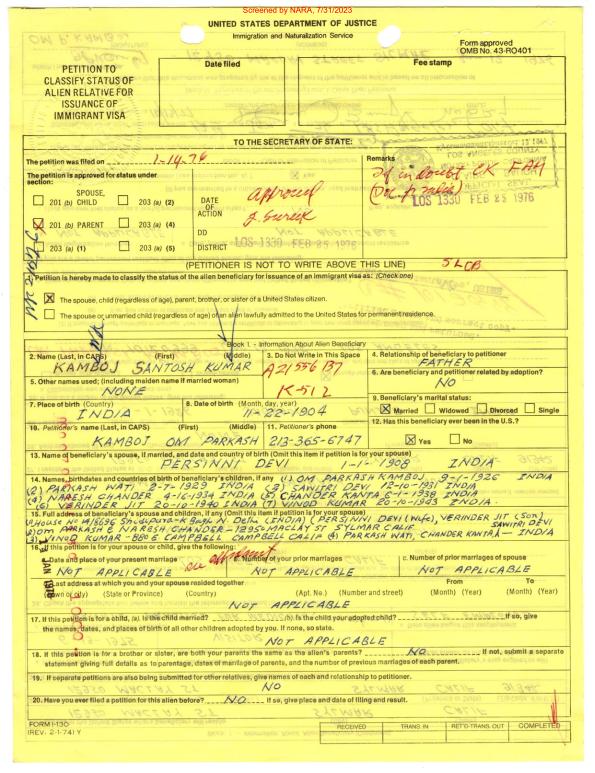 Screened by NARA, 7/31/2023
UNITED STATES DEPARTMENT OF JUSTICE
Immigration and Naturalization Service
Form approved
OMB No. 43-RO401
PETITION TO
CLASSIFY STATUS OF
ALIEN RELATIVE FOR
ISSUANCE OF
IMMIGRANT VISA
Date filed
Fee stamp
TO THE SECRETARY OF STATE:
The petition was filed on 1-14-76
Remarks
If in doubt, CK FAH
The petition is approved for status under
section:
SPOUSE,
201 (b) CHILD
203 (a) (2)
201 (b) PARENT
203 (a) (4)
203 (a) (1)
203 (a) (5)
DATE
OF
ACTION
Approved
DD
DISTRICT
LOS 1330 FEB 25 1976
LOS 1330 FEB 25 1976
(PETITIONER IS NOT TO WRITE ABOVE THIS LINE)
1. Petition is hereby made to classify the status of the alien beneficiary for issuance of an immigrant visa as: (Check one)
X The spouse, child (regardless of age), parent, brother, or sister of a United States citizen.
The spouse or unmarried child (regardless of age) of an alien lawfully admitted to the United States for permanent residence.
Block I. - Information About Alien Beneficiary
2. Name (Last, in CAPS) (First) (Middle)
KAMBOJ SANTOSH KUMAR
3. Do Not Write in This Space
A21556137
K-512
4. Relationship of beneficiary to petitioner
FATHER
5. Other names used; (including maiden name if married woman)
NONE
6. Are beneficiary and petitioner related by adoption?
NO
7. Place of birth (Country)
INDIA
8. Date of birth (Month, day, year)
11-22-1904
9. Beneficiary's marital status:
X Married Widowed Divorced Single
10. Petitioner's name (Last, in CAPS) (First) (Middle)
KAMBOJ OM PARKASH
11. Petitioner's phone
213-365-6747
12. Has this beneficiary ever been in the U.S.?
X Yes No
13. Name of beneficiary's spouse, if married, and date and country of birth (Omit this item if petition is for your spouse)
PERSINNI DEVI 1-1-1908 INDIA
14. Names, birthdates and countries of birth of beneficiary's children, if any (1) OM PARKASH KAMBOJ 9-1-1926 INDIA
(2) PARKASH WATI 2-7-1929 INDIA (3) SAWITRI DEVI 12-10-1931 INDIA
(4) NARESH CHANDER 4-16-1934 INDIA (5) CHANDER KANTA 6-1-1938 INDIA
(6) VERINDER JIT 20-10-1940 INDIA (7) VINOD KUMAR 20-10-1943 INDIA
15. Full address of beneficiary's spouse and children, if any (Omit this item if petition is for your spouse)
(INDIA) (PERSINNI DEVI (Wife), VERINDER JIT (Son)
(2) OM PARKASH & NARESH CHANDER - 12950 MACLAY ST SYLMAR CALIF SAWITRI DEVI
(3) VINOD KUMAR - 880 E CAMPBELL CAMPBELL CALIF (4) PARKASH WATI, CHANDER KANTA - INDIA
16. If this petition is for your spouse or child, give the following:
Date and place of your present marriage b. Number of your prior marriages c. Number of prior marriages of spouse
NOT APPLICABLE NOT APPLICABLE NOT APPLICABLE
Last address at which you and your spouse resided together From To
(Town or city) (State or Province) (Country) (Apt. No.) (Number and street) (Month) (Year) (Month) (Year)
NOT APPLICABLE
17. If this petition is for a child, (a). is the child married? (b). Is the child your adopted child? If so, give
the names, dates, and places of birth of all other children adopted by you. If none, so state.
NOT APPLICABLE
18. If this petition is for a brother or sister, are both your parents the same as the alien's parents? NO If not, submit a separate
statement giving full details as to parentage, dates of marriage of parents, and the number of previous marriages of each parent.
19. If separate petitions are also being submitted for other relatives, give names of each and relationship to petitioner.
NO
20. Have you ever filed a petition for this alien before? NO If so, give place and date of filing and result.
FORM I-130
(REV. 2-1-74) Y
RECEIVED
TRANS. IN
RET'D-TRANS. OUT
COMPLETED